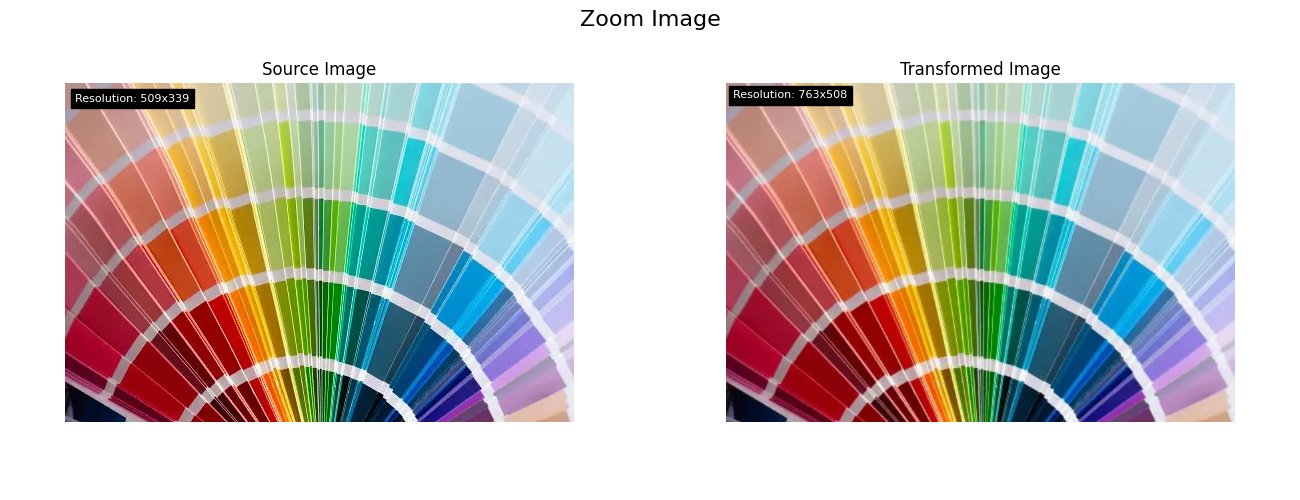 Zoom Image
Source Image
Transformed Image
Resolution: 509x339
Resolution: 763x508